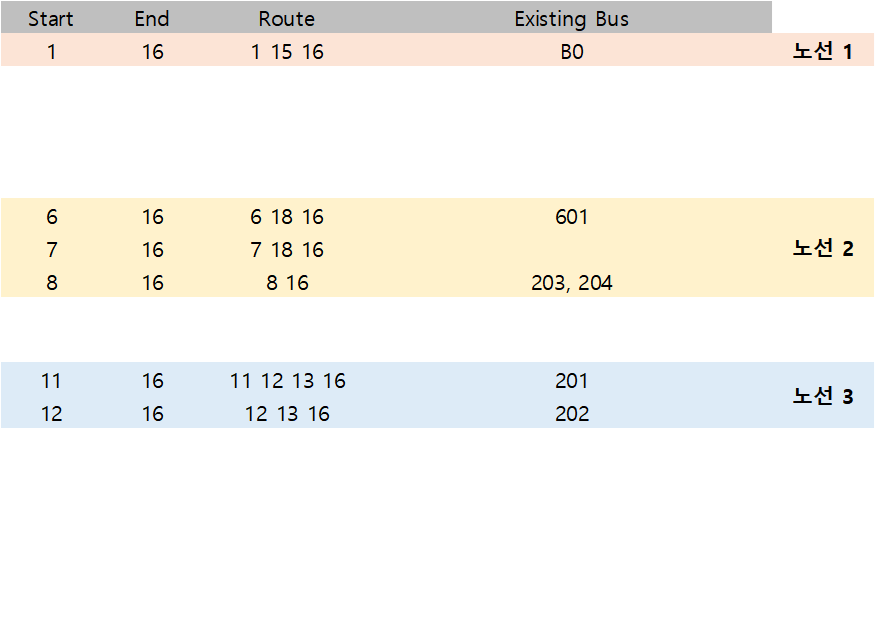 Start End Route Existing Bus
1 16 1 15 16 B0 노선 1
6 16 6 18 16 601
7 16 7 18 16 노선 2
8 16 8 16 203, 204
11 16 11 12 13 16 201
노선 3
12 16 12 13 16 202